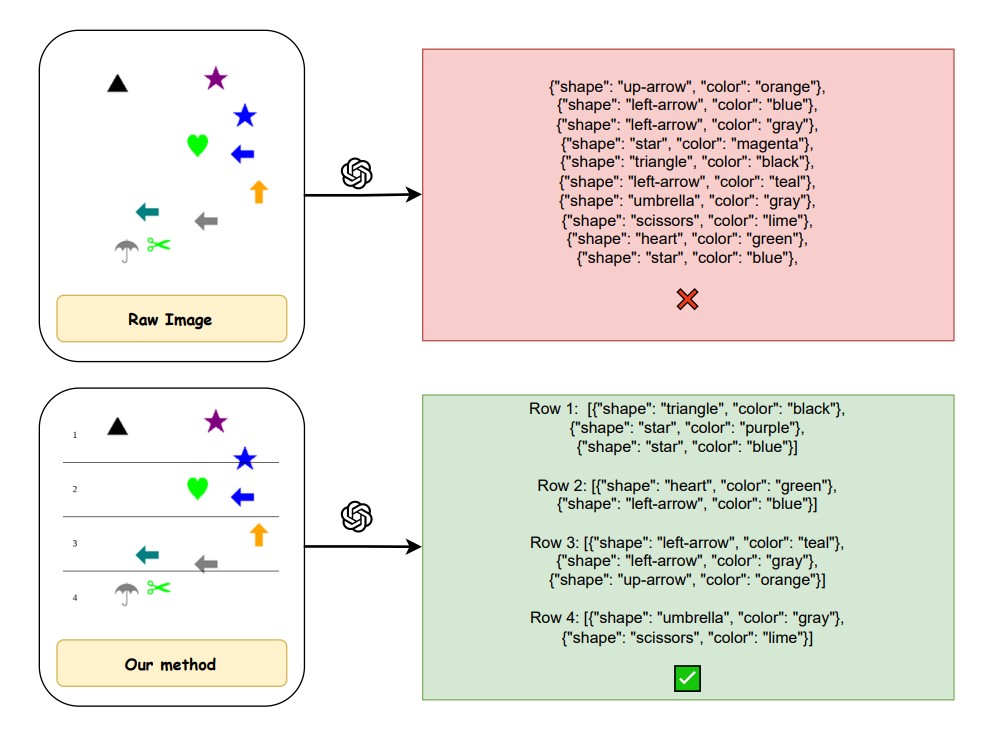 {"shape": "up-arrow", "color": "orange"},
{"shape": "left-arrow", "color": "blue"},
{"shape": "left-arrow", "color": "gray"},
{"shape": "star", "color": "magenta"},
{"shape": "triangle", "color": "black"},
{"shape": "left-arrow", "color": "teal"},
{"shape": "umbrella", "color": "gray"},
{"shape": "scissors", "color": "lime"},
{"shape": "heart", "color": "green"},
{"shape": "star", "color": "blue"},
Raw Image
1
2
3
4
Our method
Row 1:  [{"shape": "triangle", "color": "black"},
{"shape": "star", "color": "purple"},
{"shape": "star", "color": "blue"}]
Row 2: [{"shape": "heart", "color": "green"},
{"shape": "left-arrow", "color": "blue"}]
Row 3: [{"shape": "left-arrow", "color": "teal"},
{"shape": "left-arrow", "color": "gray"},
{"shape": "up-arrow", "color": "orange"}]
Row 4: [{"shape": "umbrella", "color": "gray"},
{"shape": "scissors", "color": "lime"}]